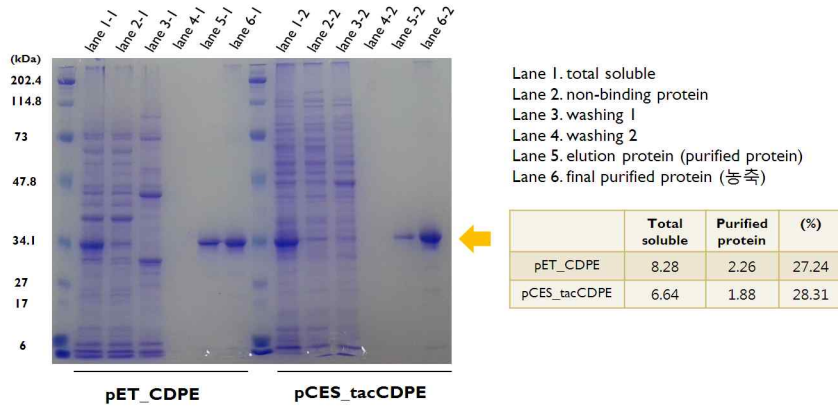 lane 1-1
lane 2-1
lane 3-1
lane 4-1
lane 5-1
lane 6-1
lane 1-2
lane 2-2
lane 3-2
lane 4-2
lane 5-2
lane 6-2
(kDa)
202.4
114.8
73
47.8
34.1
27
17
6
pET_CDPE
pCES_tacCDPE
Lane 1. total soluble
Lane 2. non-binding protein
Lane 3. washing 1
Lane 4. washing 2
Lane 5. elution protein (purified protein)
Lane 6. final purified protein (농축)
Total soluble Purified protein (%)
pET_CDPE 8.28 2.26 27.24
pCES_tacCDPE 6.64 1.88 28.31